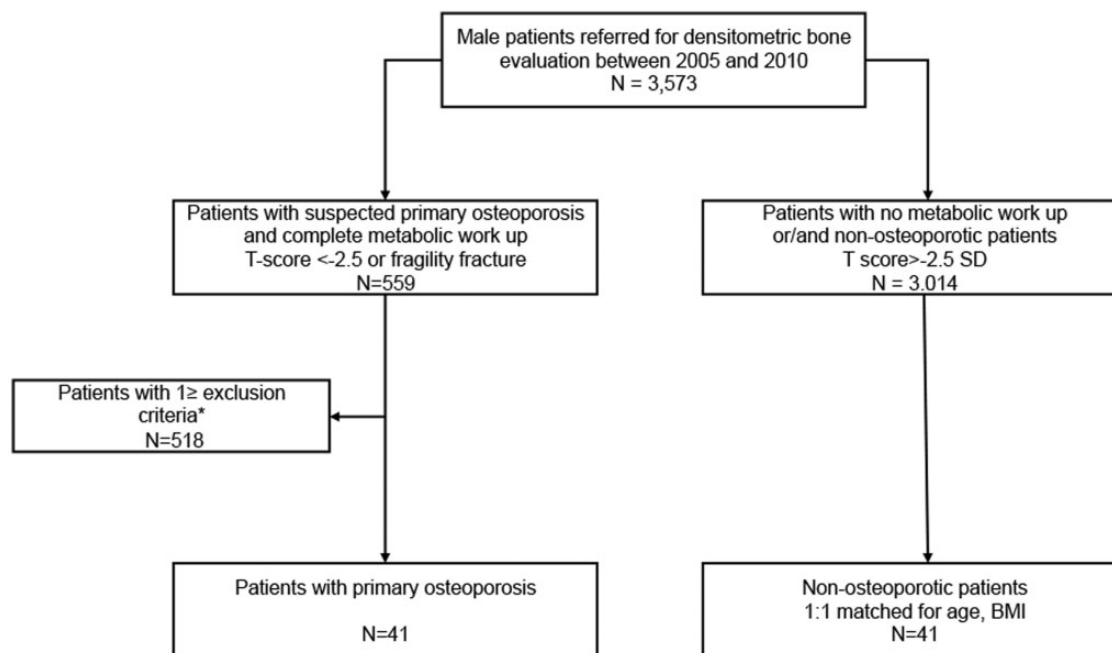 Male patients referred for densitometric bone
evaluation between 2005 and 2010
N = 3,573
Patients with suspected primary osteoporosis
and complete metabolic work up
T-score <-2.5 or fragility fracture
N=559
Patients with no metabolic work up
or/and non-osteoporotic patients
T score>-2.5 SD
N = 3.014
Patients with 1≥ exclusion
criteria*
N=518
Patients with primary osteoporosis
N=41
Non-osteoporotic patients
1:1 matched for age, BMI
N=41